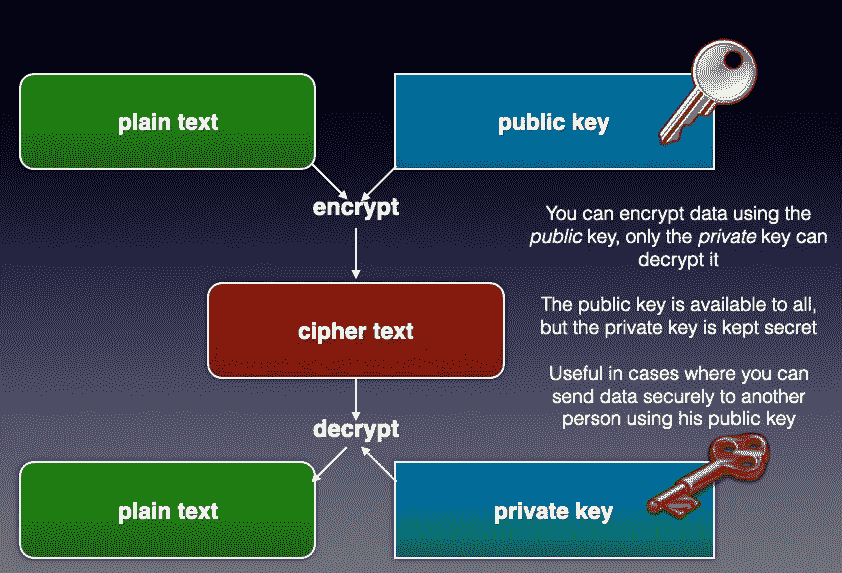 plain text
public key
encrypt
You can encrypt data using the
public key, only the private key can
decrypt it
cipher text
The public key is available to all,
but the private key is kept secret
Useful in cases where you can
send data securely to another
person using his public key
decrypt
plain text
private key